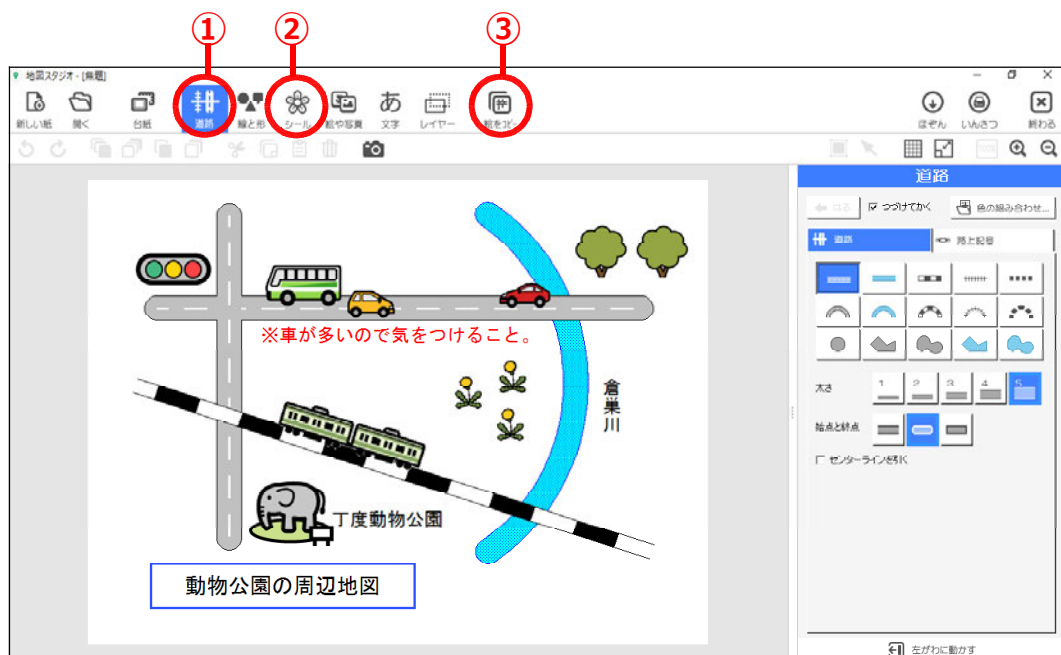 ① ② ③
地図スタジオ - [無題]
新しい紙 開く 台紙 道路 線と形 シール 絵や写真 文字 レイヤー 絵をコピー ほぞん いんさつ 終わる
あ
道路
はる つづけてかく 色の組み合わせ...
道路 路上記号
太さ 1 2 3 4 5
始点と終点
センターラインを引く
※車が多いので気をつけること。
倉巣川
丁度動物公園
動物公園の周辺地図
左がわに動かす